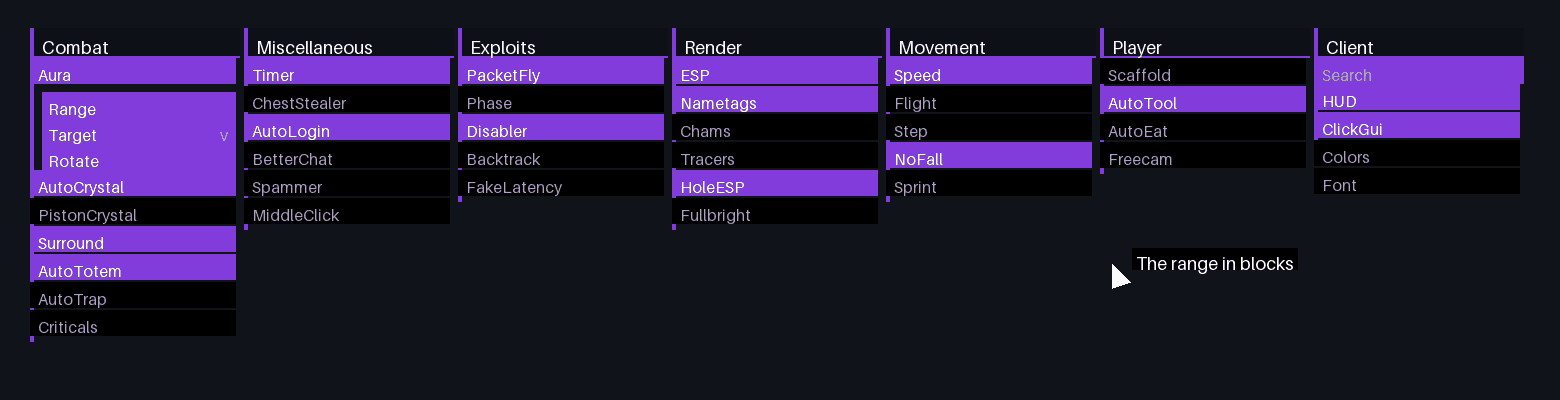 Combat
Aura
Range
Target v
Rotate
AutoCrystal
PistonCrystal
Surround
AutoTotem
AutoTrap
Criticals
Miscellaneous
Timer
ChestStealer
AutoLogin
BetterChat
Spammer
MiddleClick
Exploits
PacketFly
Phase
Disabler
Backtrack
FakeLatency
Render
ESP
Nametags
Chams
Tracers
HoleESP
Fullbright
Movement
Speed
Flight
Step
NoFall
Sprint
Player
Scaffold
AutoTool
AutoEat
Freecam
Client
Search
HUD
ClickGui
Colors
Font
The range in blocks